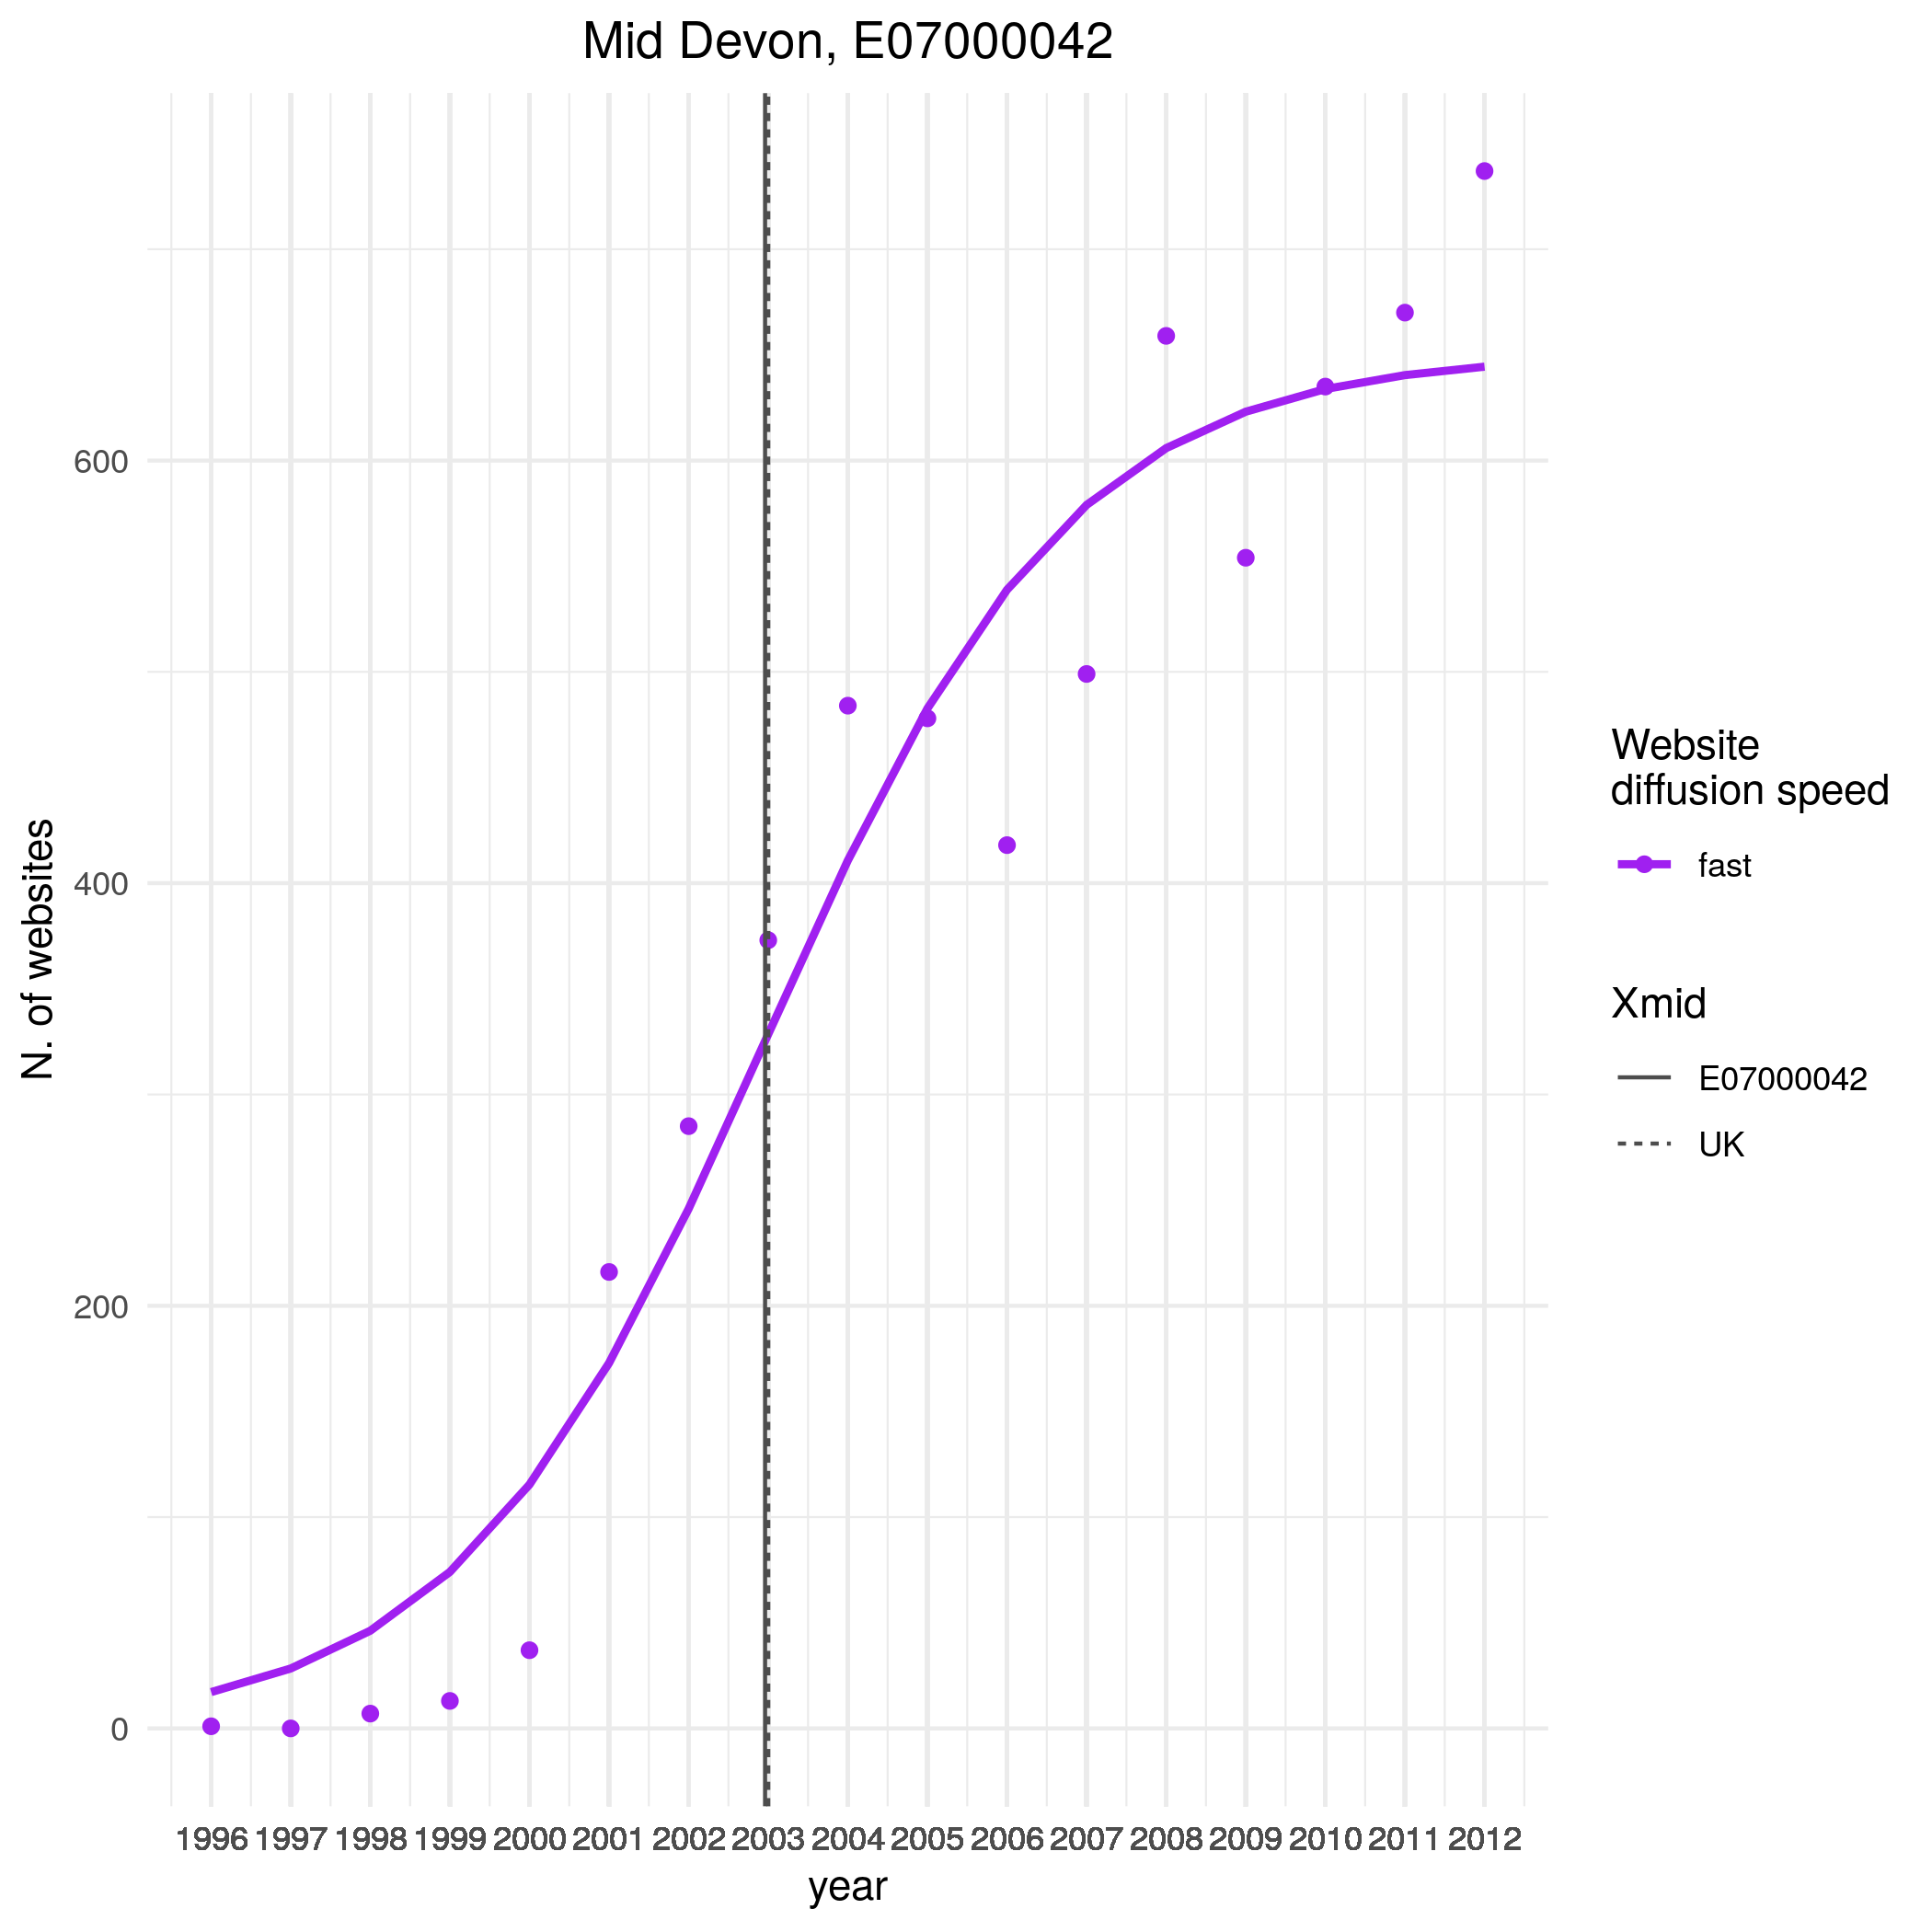 Mid Devon, E07000042
N. of websites
600
400
200
0
1996 1997 1998 1999 2000 2001 2002 2003 2004 2005 2006 2007 2008 2009 2010 2011 2012
year
Website
diffusion speed
fast
Xmid
E07000042
UK